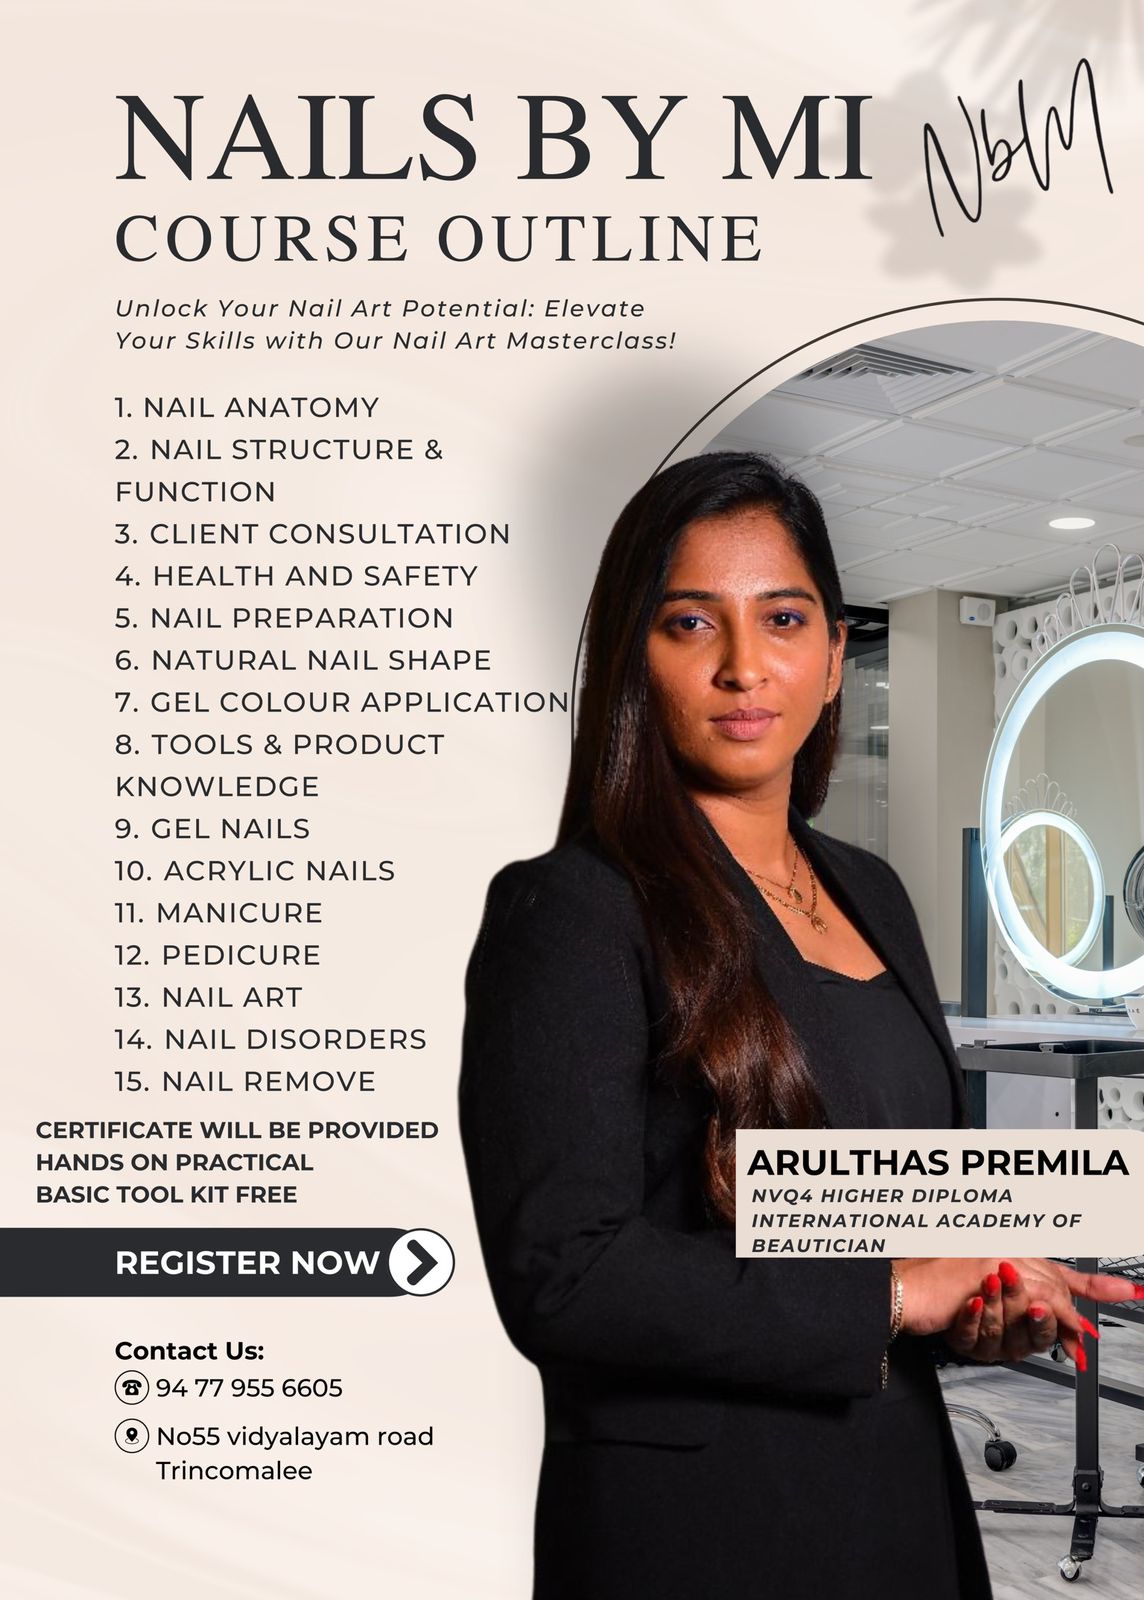 NAILS BY MI
NbM
COURSE OUTLINE
Unlock Your Nail Art Potential: Elevate
Your Skills with Our Nail Art Masterclass!
1. NAIL ANATOMY
2. NAIL STRUCTURE &
FUNCTION
3. CLIENT CONSULTATION
4. HEALTH AND SAFETY
5. NAIL PREPARATION
6. NATURAL NAIL SHAPE
7. GEL COLOUR APPLICATION
8. TOOLS & PRODUCT
KNOWLEDGE
9. GEL NAILS
10. ACRYLIC NAILS
11. MANICURE
12. PEDICURE
13. NAIL ART
14. NAIL DISORDERS
15. NAIL REMOVE
CERTIFICATE WILL BE PROVIDED
HANDS ON PRACTICAL
BASIC TOOL KIT FREE
ARULTHAS PREMILA
NVQ4 HIGHER DIPLOMA
INTERNATIONAL ACADEMY OF
BEAUTICIAN
REGISTER NOW
Contact Us:
94 77 955 6605
No55 vidyalayam road
Trincomalee